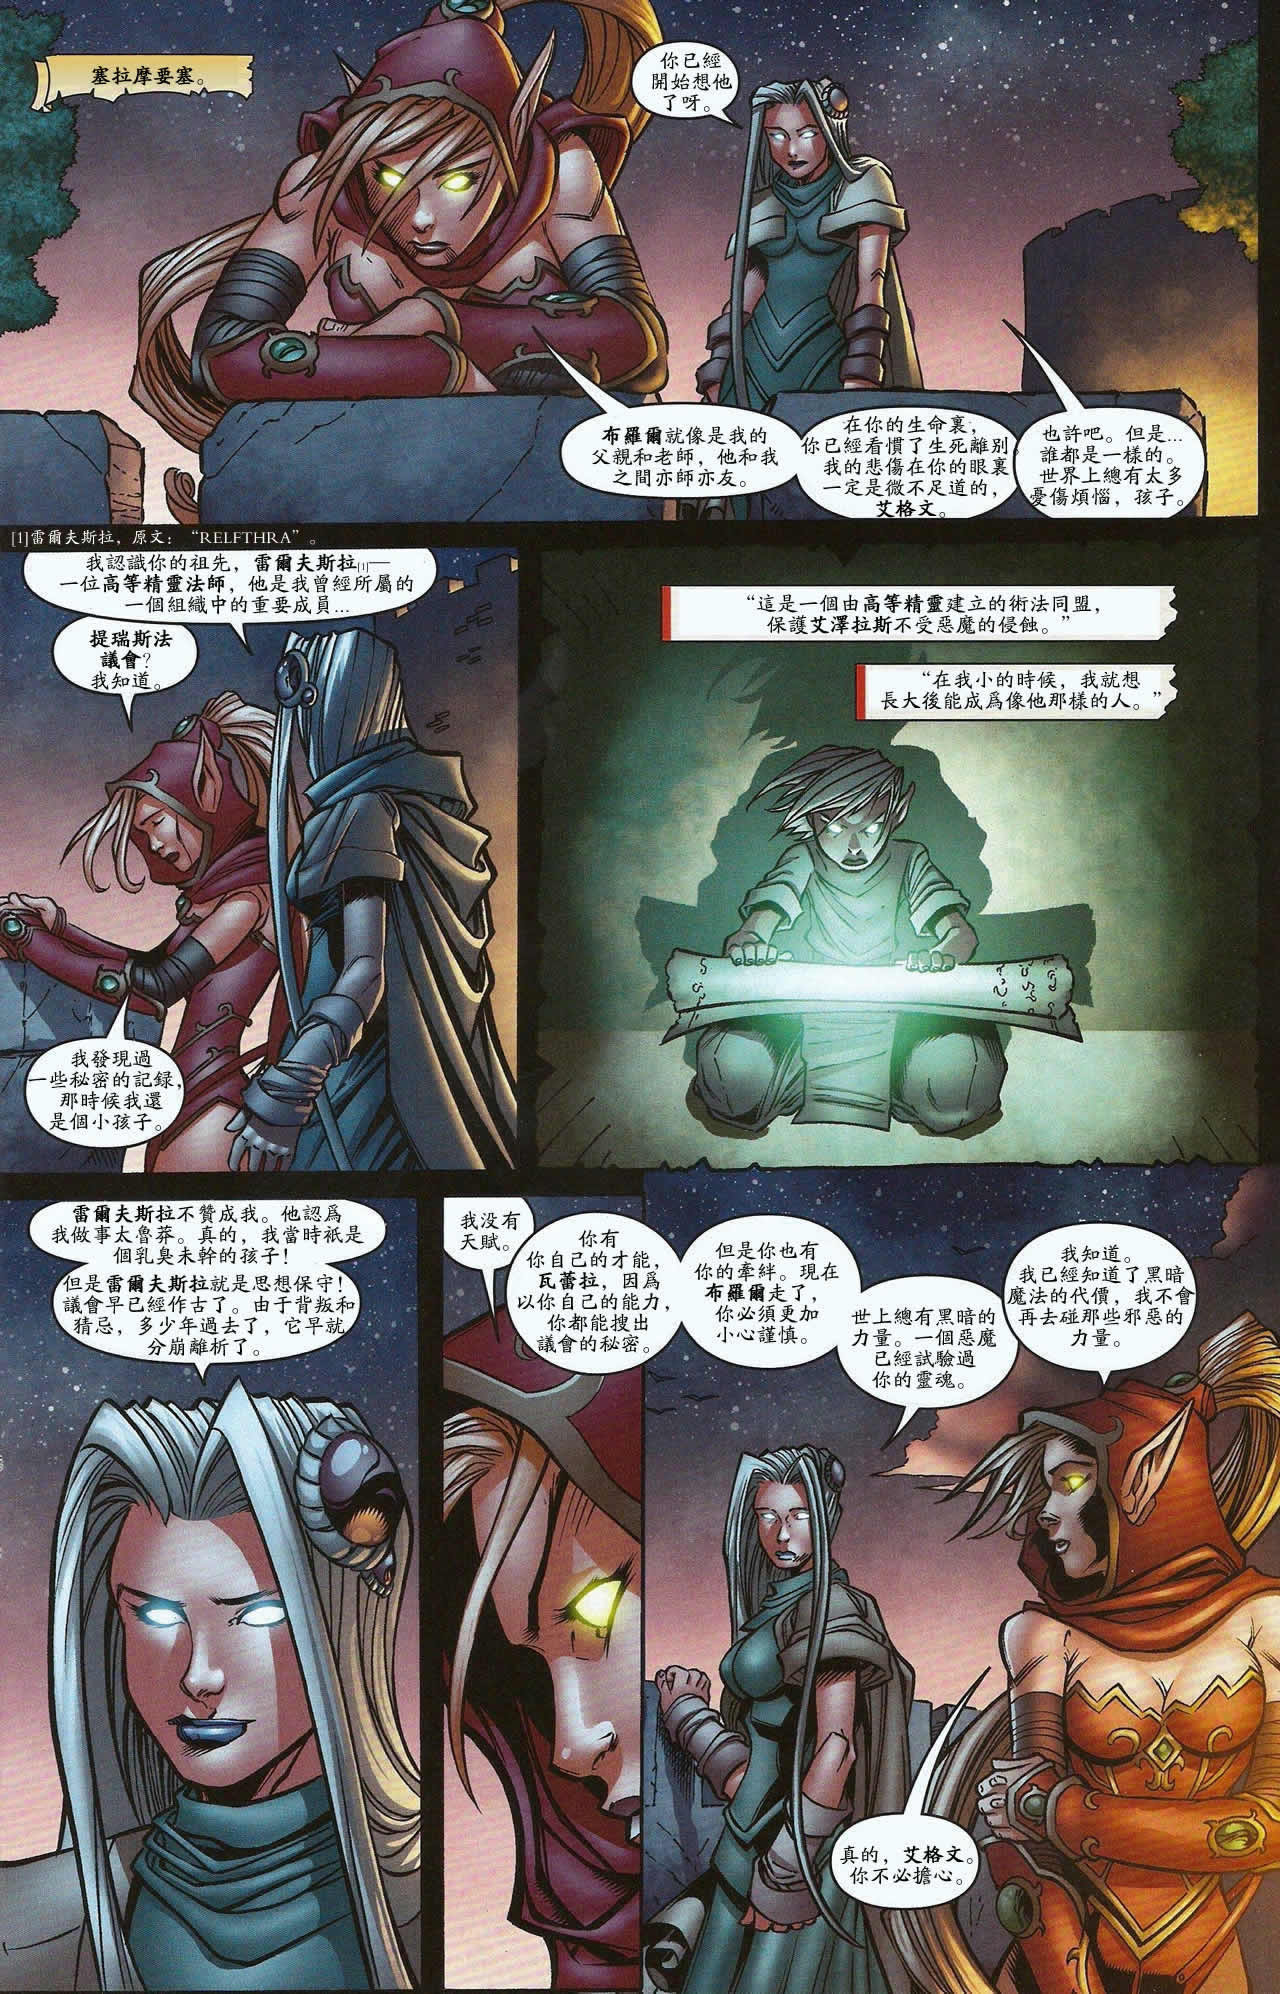 塞拉摩要塞。
你已經
開始想他
了呀。
布羅爾就像是我的
父親和老師，他和我
之間亦師亦友。
在你的生命裏，
你已經看慣了生死離别，
我的悲傷在你的眼裏
一定是微不足道的，
艾格文。
也許吧。但是…
誰都是一樣的。
世界上總有太多
憂傷煩惱，孩子。
[1]雷爾夫斯拉，原文：“RELFTHRA”。
我認識你的祖先，雷爾夫斯拉[1]—
一位高等精靈法師，他是我曾經所屬的
一個組織中的重要成員…
提瑞斯法
議會？
我知道。
我發現過
一些秘密的記録，
那時候我還
是個小孩子。
“這是一個由高等精靈建立的術法同盟，
保護艾澤拉斯不受惡魔的侵蝕。”
“在我小的時候，我就想
長大後能成爲像他那樣的人。”
雷爾夫斯拉不贊成我。他認爲
我做事太魯莽。真的，我當時衹是
個乳臭未幹的孩子！
但是雷爾夫斯拉就是思想保守！
議會早已經作古了。由于背叛和
猜忌，多少年過去了，它早就
分崩離析了。
我没有
天賦。
你有
你自己的才能，
瓦蕾拉，因爲
以你自己的能力，
你都能搜出
議會的秘密。
但是你也有
你的牽絆。現在
布羅爾走了，
你必須更加
小心謹慎。
世上總有黑暗的
力量。一個惡魔
已經試驗過
你的靈魂。
我知道。
我已經知道了黑暗
魔法的代價，我不會
再去碰那些邪惡的
力量。
真的，艾格文。
你不必擔心。